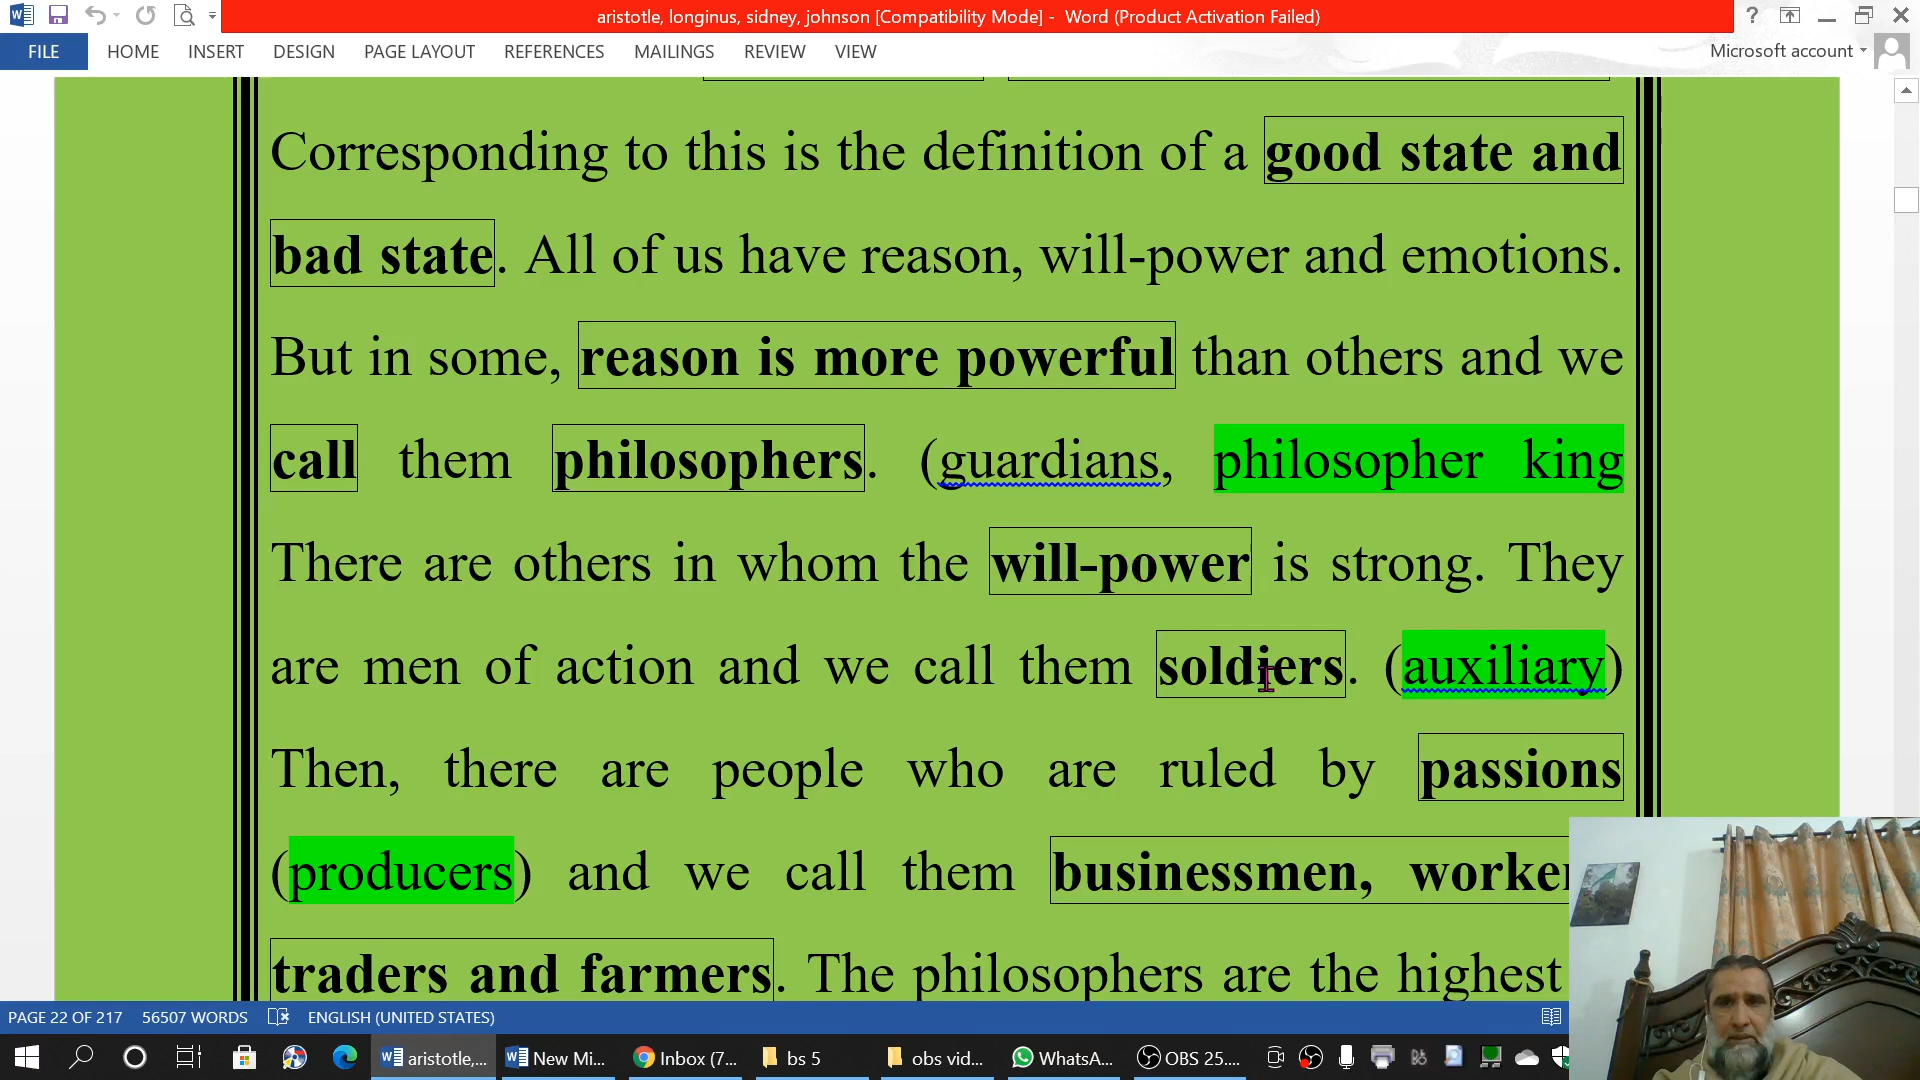 aristotle, longinus, sidney, johnson [Compatibility Mode] - Word (Product Activation Failed)
FILE HOME INSERT DESIGN PAGE LAYOUT REFERENCES MAILINGS REVIEW VIEW Microsoft account
Corresponding to this is the definition of a good state and
bad state. All of us have reason, will-power and emotions.
But in some, reason is more powerful than others and we
call them philosophers. (guardians, philosopher king
There are others in whom the will-power is strong. They
are men of action and we call them soldiers. (auxiliary)
Then, there are people who are ruled by passions
(producers) and we call them businessmen, worker
traders and farmers. The philosophers are the highest
PAGE 22 OF 217 56507 WORDS ENGLISH (UNITED STATES)
aristotle,... New Mi... Inbox (7... bs 5 obs vid... WhatsA... OBS 25....